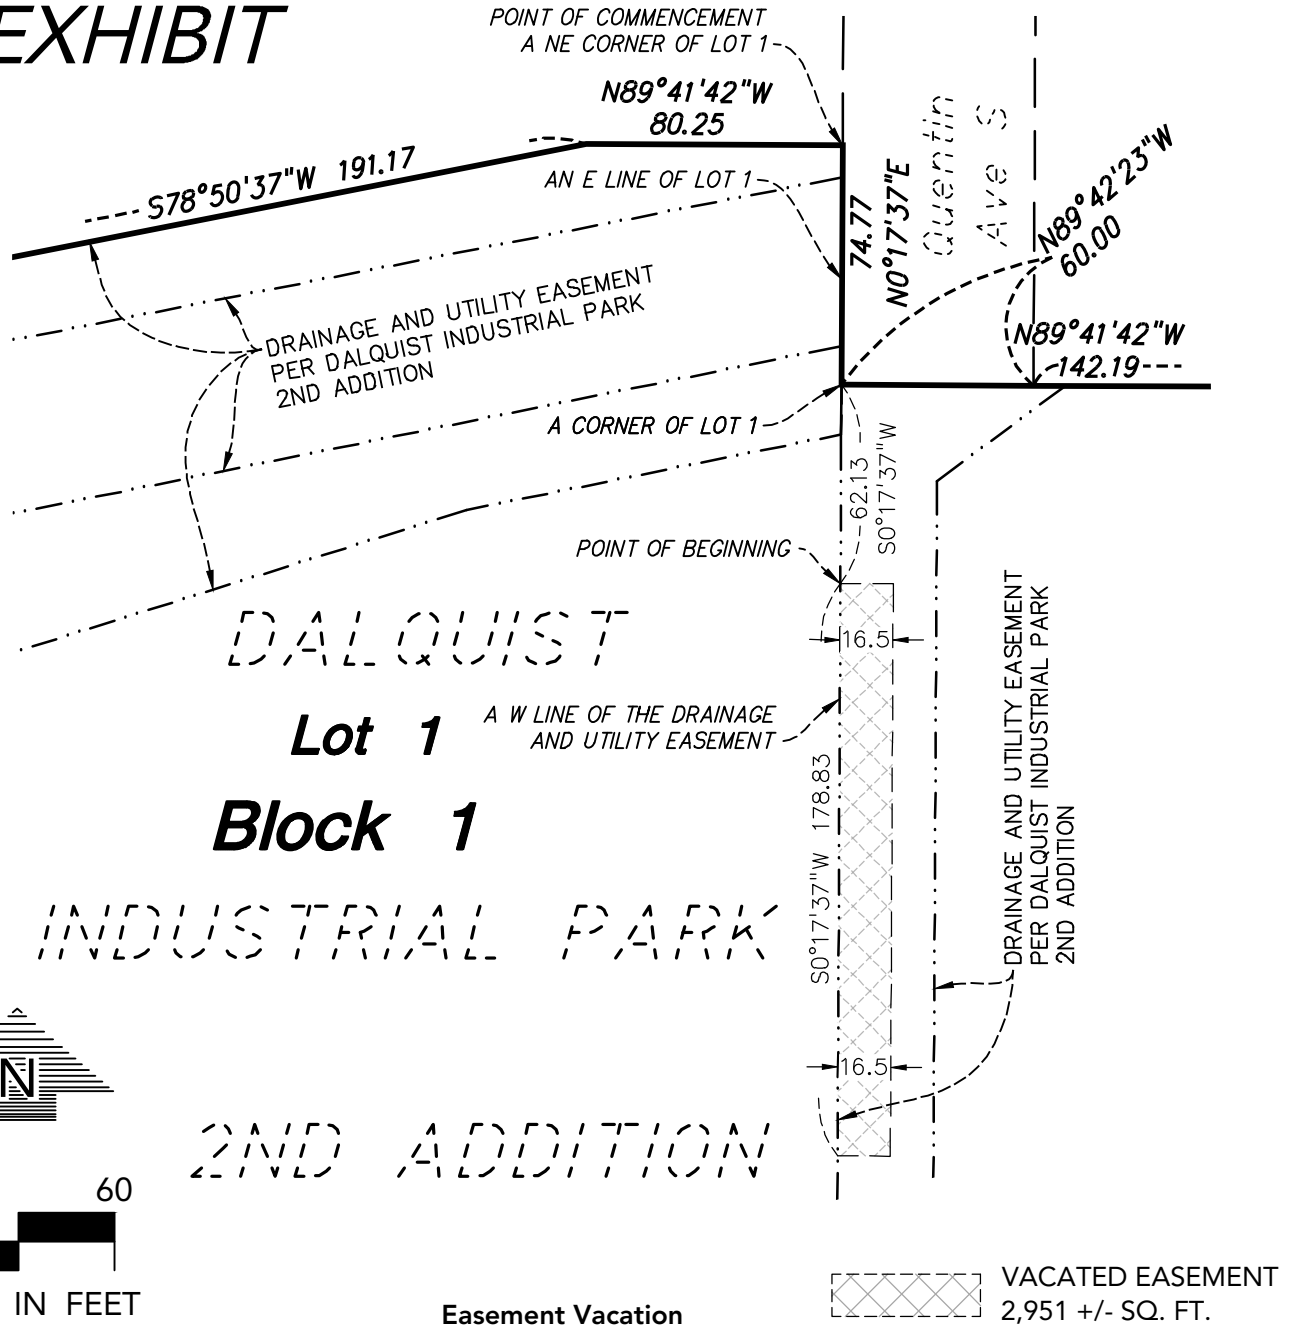 EXHIBIT
POINT OF COMMENCEMENT
A NE CORNER OF LOT 1
N89°41'42"W
80.25
S78°50'37"W 191.17
AN E LINE OF LOT 1
74.77
N0°17'37"E
Quentin
Ave S
N89°42'23"W
60.00
N89°41'42"W
142.19
DRAINAGE AND UTILITY EASEMENT
PER DALQUIST INDUSTRIAL PARK
2ND ADDITION
A CORNER OF LOT 1
62.13
S0°17'37"W
POINT OF BEGINNING
16.5
DALQUIST
Lot 1
A W LINE OF THE DRAINAGE
AND UTILITY EASEMENT
Block 1
S0°17'37"W 178.83
DRAINAGE AND UTILITY EASEMENT
PER DALQUIST INDUSTRIAL PARK
2ND ADDITION
INDUSTRIAL PARK
N
16.5
2ND ADDITION
60
IN FEET
Easement Vacation
VACATED EASEMENT
2,951 +/- SQ. FT.